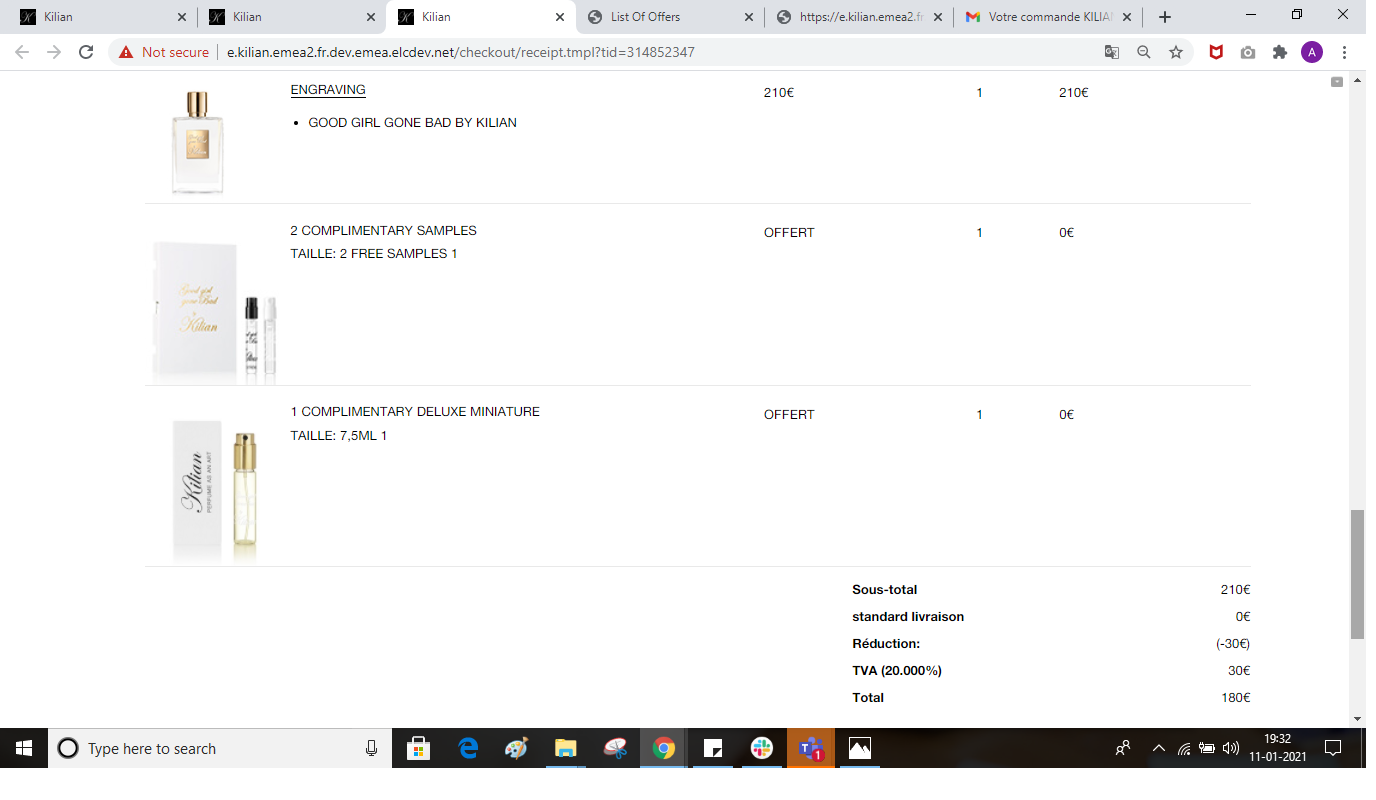 Kilian
Kilian
Kilian
List Of Offers
https://e.kilian.emea2.fr
Votre commande KILIAN
Not secure
e.kilian.emea2.fr.dev.emea.elcdev.net/checkout/receipt.tmpl?tid=314852347
A
ENGRAVING 210€ 1 210€
• GOOD GIRL GONE BAD BY KILIAN
2 COMPLIMENTARY SAMPLES OFFERT 1 0€
TAILLE: 2 FREE SAMPLES 1
Good girl
gone Bad
Kilian
1 COMPLIMENTARY DELUXE MINIATURE OFFERT 1 0€
TAILLE: 7,5ML 1
Kilian
PERFUME AS AN ART
Sous-total 210€
standard livraison 0€
Réduction: (-30€)
TVA (20.000%) 30€
Total 180€
Type here to search
1
19:32
11-01-2021